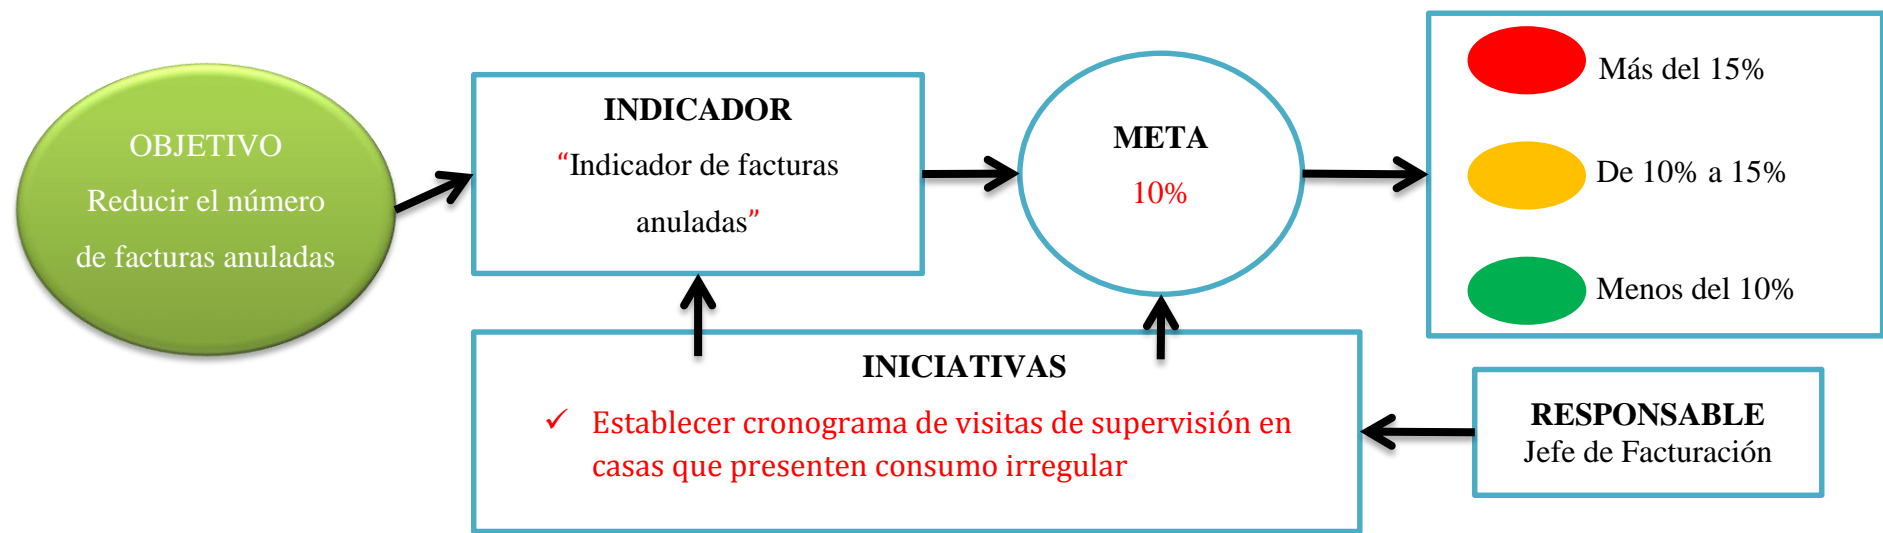 OBJETIVO
Reducir el número
de facturas anuladas
INDICADOR
“Indicador de facturas
anuladas”
META
10%
Más del 15%
De 10% a 15%
Menos del 10%
INICIATIVAS
✓ Establecer cronograma de visitas de supervisión en
casas que presenten consumo irregular
RESPONSABLE
Jefe de Facturación